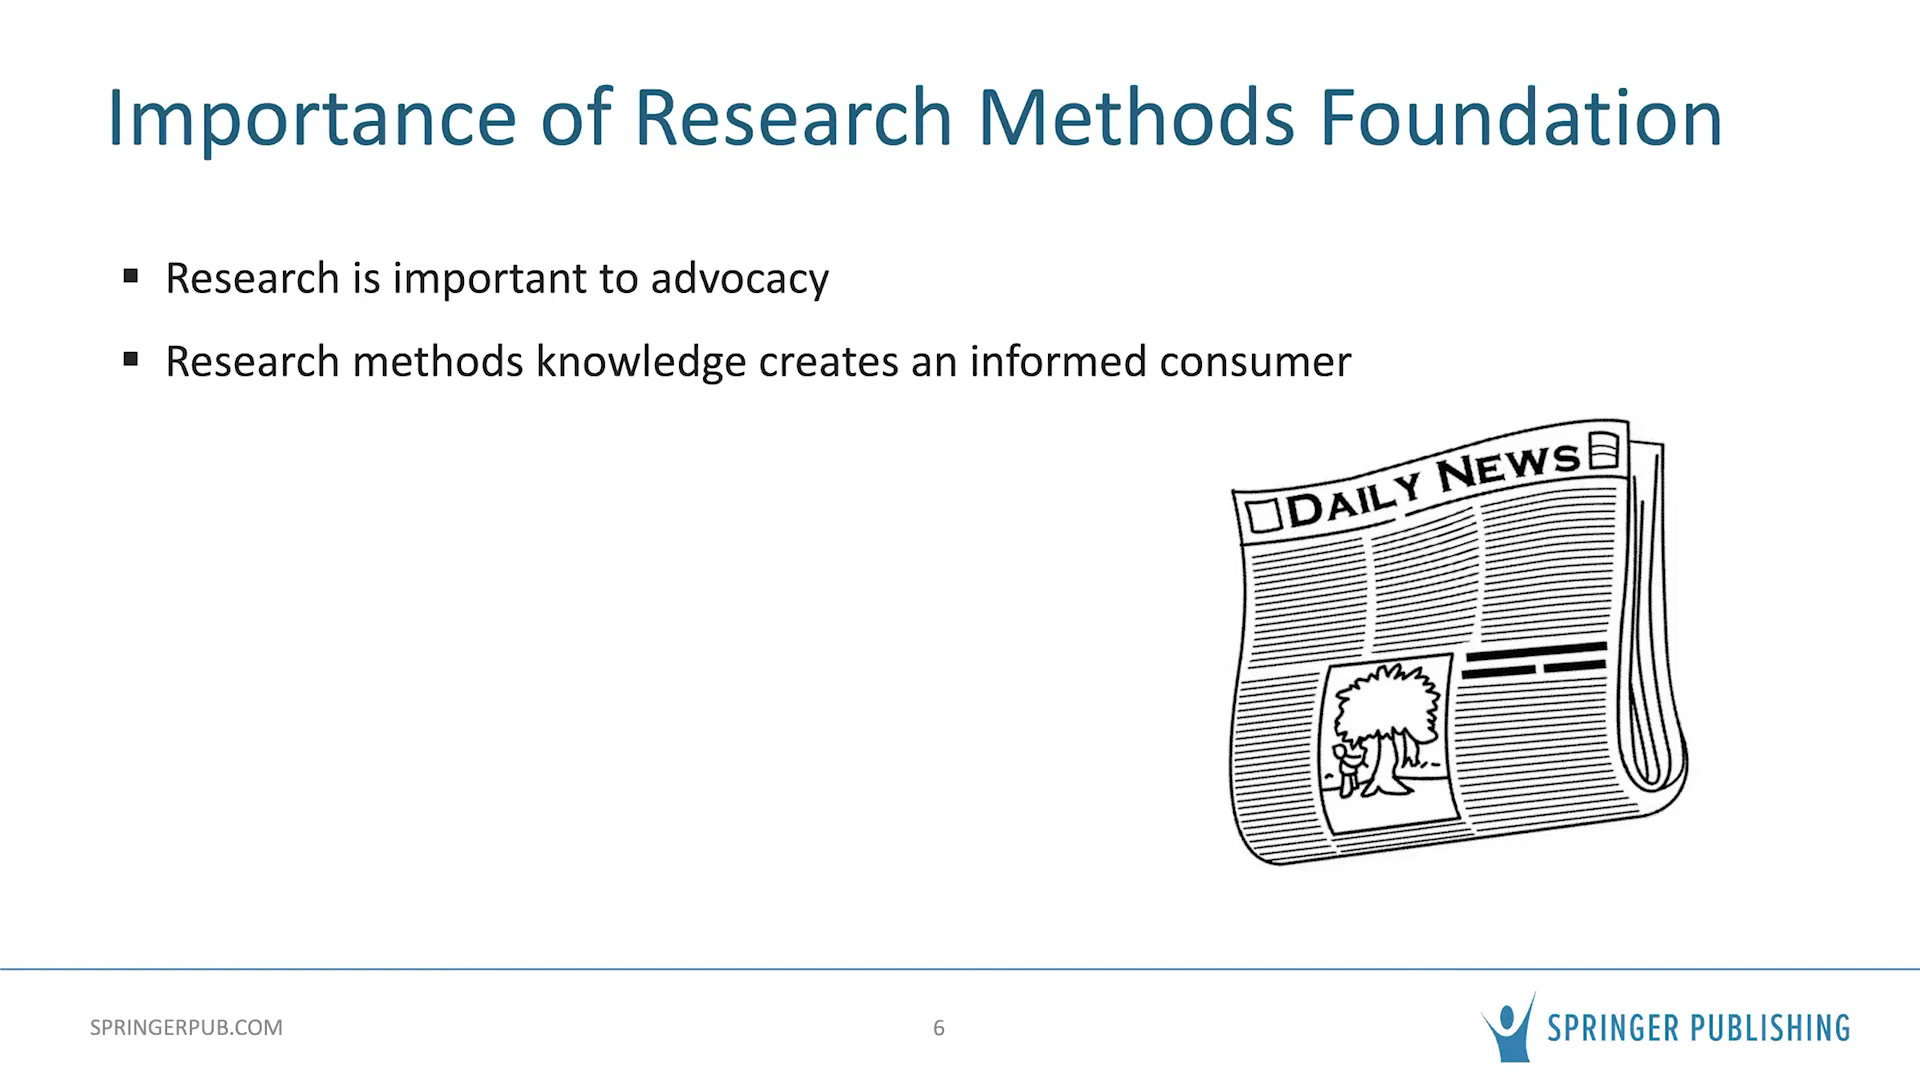 Importance of Research Methods Foundation
▪ Research is important to advocacy
▪ Research methods knowledge creates an informed consumer
DAILY NEWS
SPRINGERPUB.COM
6
SPRINGER PUBLISHING